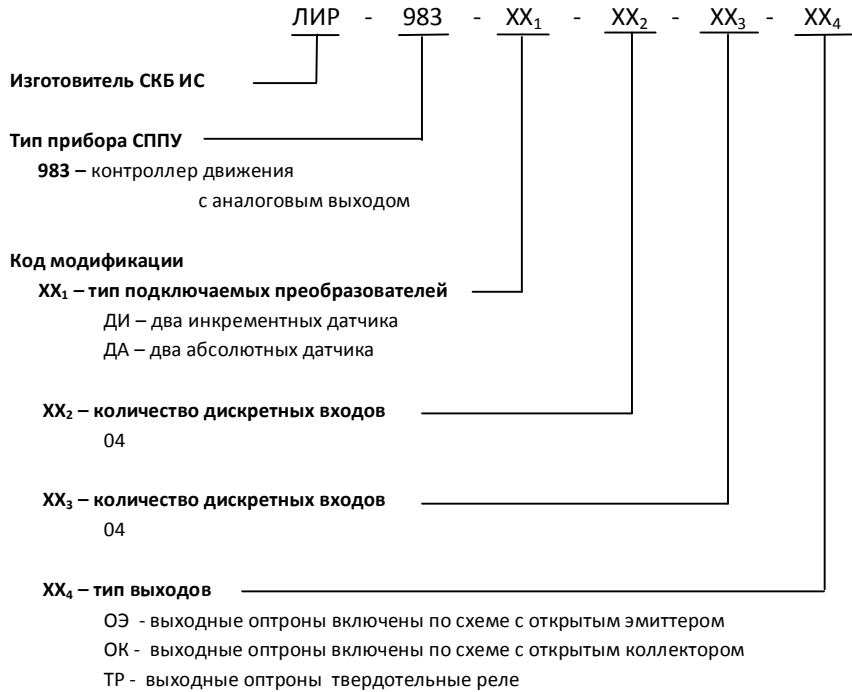 ЛИР - 983 - XX₁ - XX₂ - XX₃ - XX₄
Изготовитель СКБ ИС
Тип прибора СППУ
983 – контроллер движения
с аналоговым выходом
Код модификации
XX₁ – тип подключаемых преобразователей
ДИ – два инкрементных датчика
ДА – два абсолютных датчика
XX₂ – количество дискретных входов
04
XX₃ – количество дискретных входов
04
XX₄ – тип выходов
ОЭ - выходные оптроны включены по схеме с открытым эмиттером
ОК - выходные оптроны включены по схеме с открытым коллектором
ТР - выходные оптроны твердотельные реле